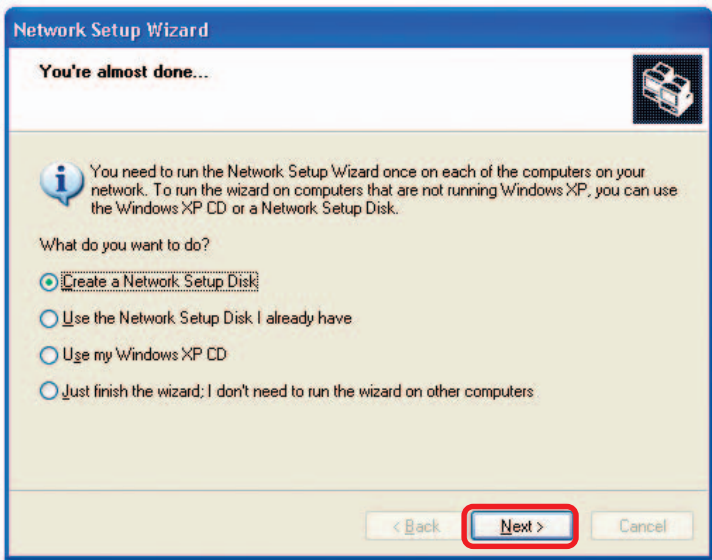 Network Setup Wizard
You're almost done...
You need to run the Network Setup Wizard once on each of the computers on your
network. To run the wizard on computers that are not running Windows XP, you can use
the Windows XP CD or a Network Setup Disk.
What do you want to do?
Create a Network Setup Disk
Use the Network Setup Disk I already have
Use my Windows XP CD
Just finish the wizard; I don't need to run the wizard on other computers
< Back Next > Cancel